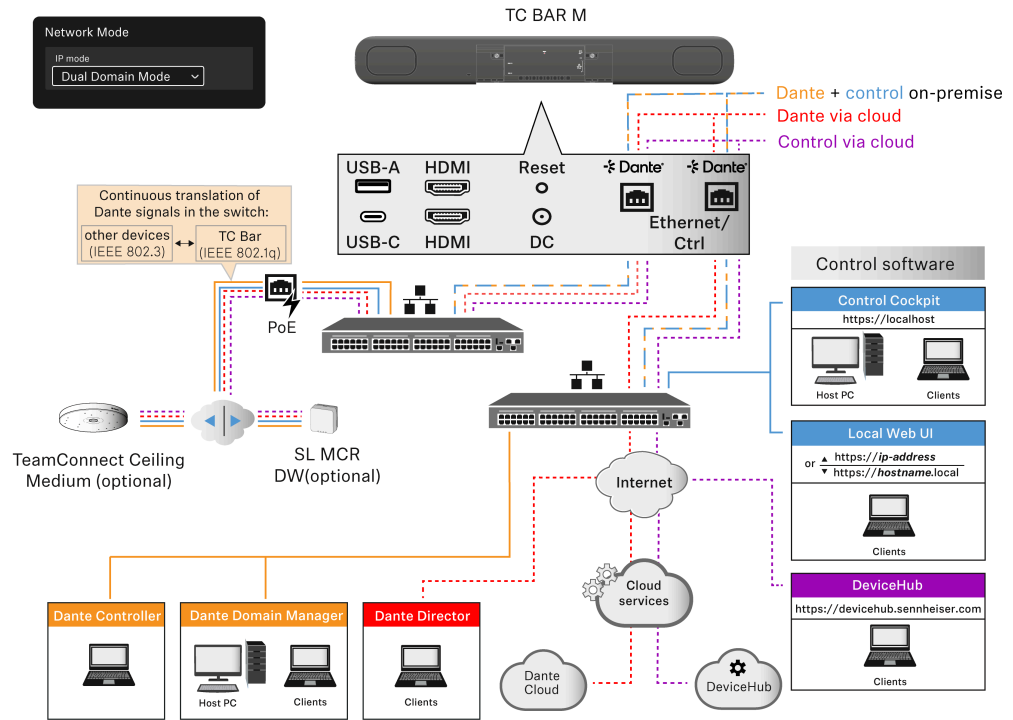 TC BAR M
Network Mode
IP mode
Dual Domain Mode
Dante + control on-premise
Dante via cloud
Control via cloud
USB-A
HDMI
Reset
Dante
Dante
USB-C
HDMI
DC
Ethernet/
Ctrl
Continuous translation of
Dante signals in the switch:
other devices
(IEEE 802.3)
TC Bar
(IEEE 802.1q)
PoE
Control software
Control Cockpit
https://localhost
Host PC
Clients
Local Web UI
or
https://ip-address
https://hostname.local
Clients
DeviceHub
https://devicehub.sennheiser.com
Clients
TeamConnect Ceiling
Medium (optional)
SL MCR
DW(optional)
Internet
Cloud
services
Dante
Cloud
DeviceHub
Dante Controller
Dante Domain Manager
Host PC
Clients
Dante Director
Clients